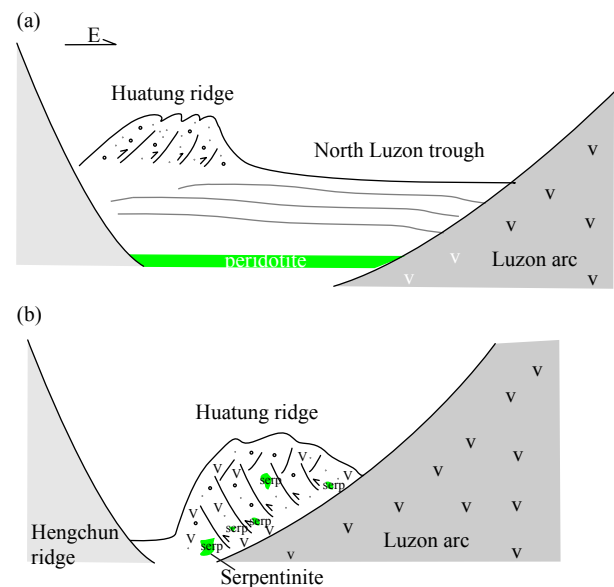 (a)
E
Huatung ridge
North Luzon trough
v
v
v
v
v
peridotite
v
Luzon arc
v
v
(b)
v
v
Huatung ridge
v
v
v
v
v
serp
serp
v
v
v
v
v
v
serp
serp
v
v
v
Hengchun
ridge
v
serp
v
v
Luzon arc
v
Serpentinite